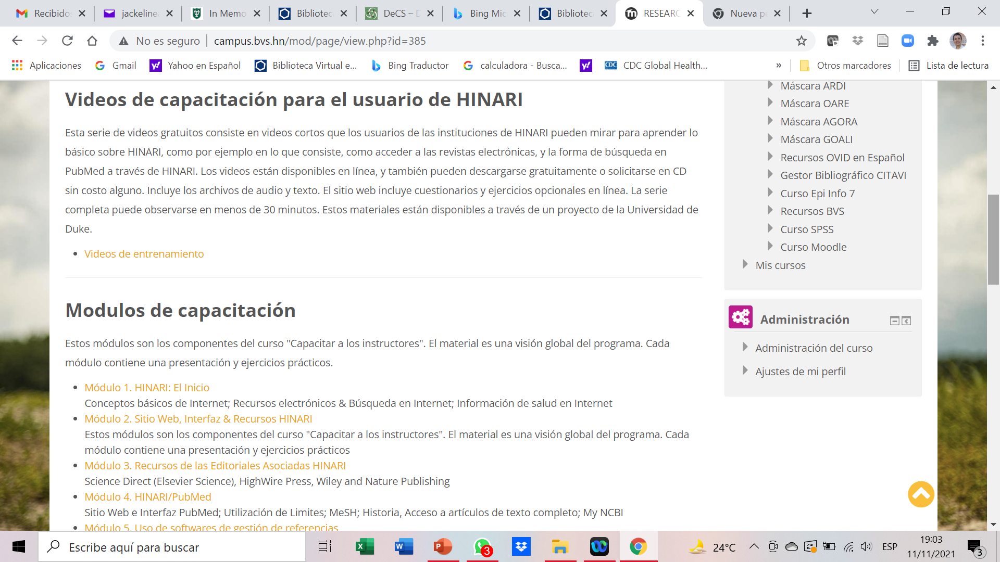 Recibidos
jackeline
In Memo
Bibliotec
DeCS – D
Bing Mic
Bibliotec
RESEARC
Nueva pe
No es seguro
campus.bvs.hn/mod/page/view.php?id=385
Aplicaciones
Gmail
Yahoo en Español
Biblioteca Virtual e...
Bing Traductor
calculadora - Busca...
CDC Global Health...
»
Otros marcadores
Lista de lectura
Videos de capacitación para el usuario de HINARI
Esta serie de videos gratuitos consiste en videos cortos que los usuarios de las instituciones de HINARI pueden mirar para aprender lo
básico sobre HINARI, como por ejemplo en lo que consiste, como acceder a las revistas electrónicas, y la forma de búsqueda en
PubMed a través de HINARI. Los videos están disponibles en línea, y también pueden descargarse gratuitamente o solicitarse en CD
sin costo alguno. Incluye los archivos de audio y texto. El sitio web incluye cuestionarios y ejercicios opcionales en línea. La serie
completa puede observarse en menos de 30 minutos. Estos materiales están disponibles a través de un proyecto de la Universidad de
Duke.
Videos de entrenamiento
Modulos de capacitación
Estos módulos son los componentes del curso "Capacitar a los instructores". El material es una visión global del programa. Cada
módulo contiene una presentación y ejercicios prácticos.
Módulo 1. HINARI: El Inicio
Conceptos básicos de Internet; Recursos electrónicos & Búsqueda en Internet; Información de salud en Internet
Módulo 2. Sitio Web, Interfaz & Recursos HINARI
Estos módulos son los componentes del curso "Capacitar a los instructores". El material es una visión global del programa. Cada
módulo contiene una presentación y ejercicios prácticos
Módulo 3. Recursos de las Editoriales Asociadas HINARI
Science Direct (Elsevier Science), HighWire Press, Wiley and Nature Publishing
Módulo 4. HINARI/PubMed
Sitio Web e Interfaz PubMed; Utilización de Limites; MeSH; Historia, Acceso a artículos de texto completo; My NCBI
Módulo 5. Uso de softwares de gestión de referencias
Máscara ARDI
Máscara OARE
Máscara AGORA
Máscara GOALI
Recursos OVID en Español
Gestor Bibliográfico CITAVI
Curso Epi Info 7
Recursos BVS
Curso SPSS
Curso Moodle
Mis cursos
Administración
Administración del curso
Ajustes de mi perfil
Escribe aquí para buscar
3
24°C
ESP
19:03
11/11/2021
3